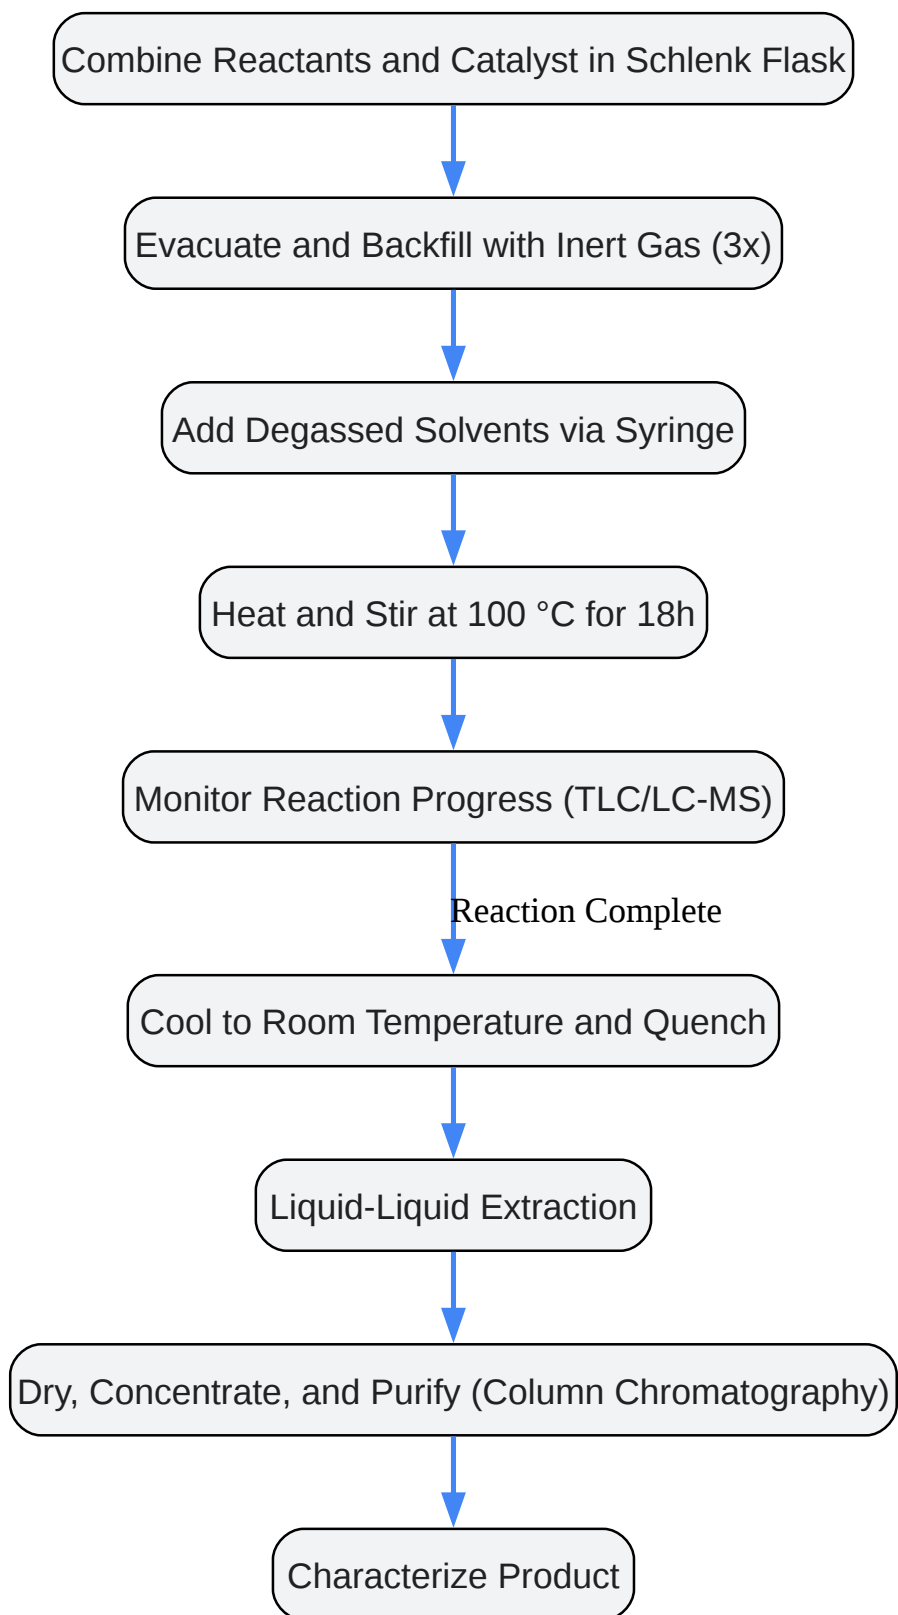 Combine Reactants and Catalyst in Schlenk Flask
Evacuate and Backfill with Inert Gas (3x)
Add Degassed Solvents via Syringe
Heat and Stir at 100 °C for 18h
Monitor Reaction Progress (TLC/LC-MS)
Reaction Complete
Cool to Room Temperature and Quench
Liquid-Liquid Extraction
Dry, Concentrate, and Purify (Column Chromatography)
Characterize Product